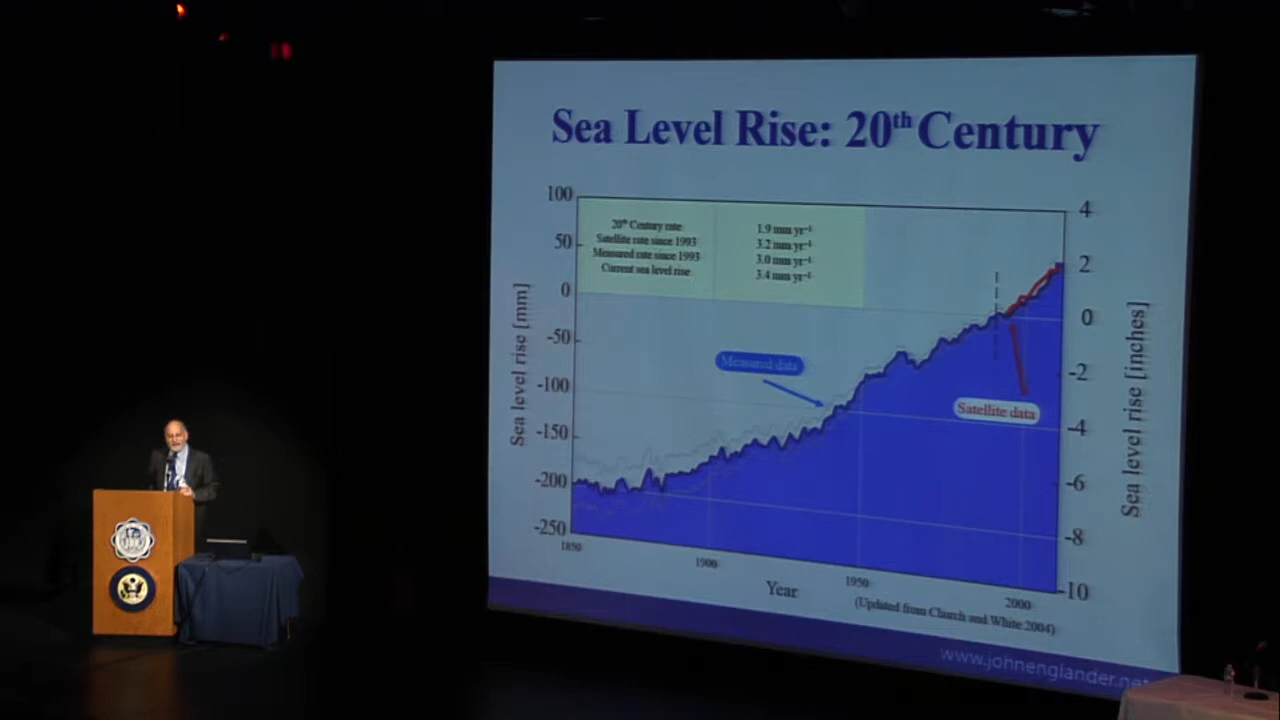 Sea Level Rise: 20th Century
100
50
0
-50
-100
-150
-200
-250
4
2
0
-2
-4
-6
-8
-10
20th Century rate 1.9 mm yr-1
Satellite rate since 1993 3.2 mm yr-1
Measured rate since 1993 3.0 mm yr-1
Current sea level rise 3.4 mm yr-1
Sea level rise [mm]
Sea level rise [inches]
Measured data
Satellite data
1850
1900
1950
2000
Year
(Updated from Church and White 2004)
www.johnenglander.net